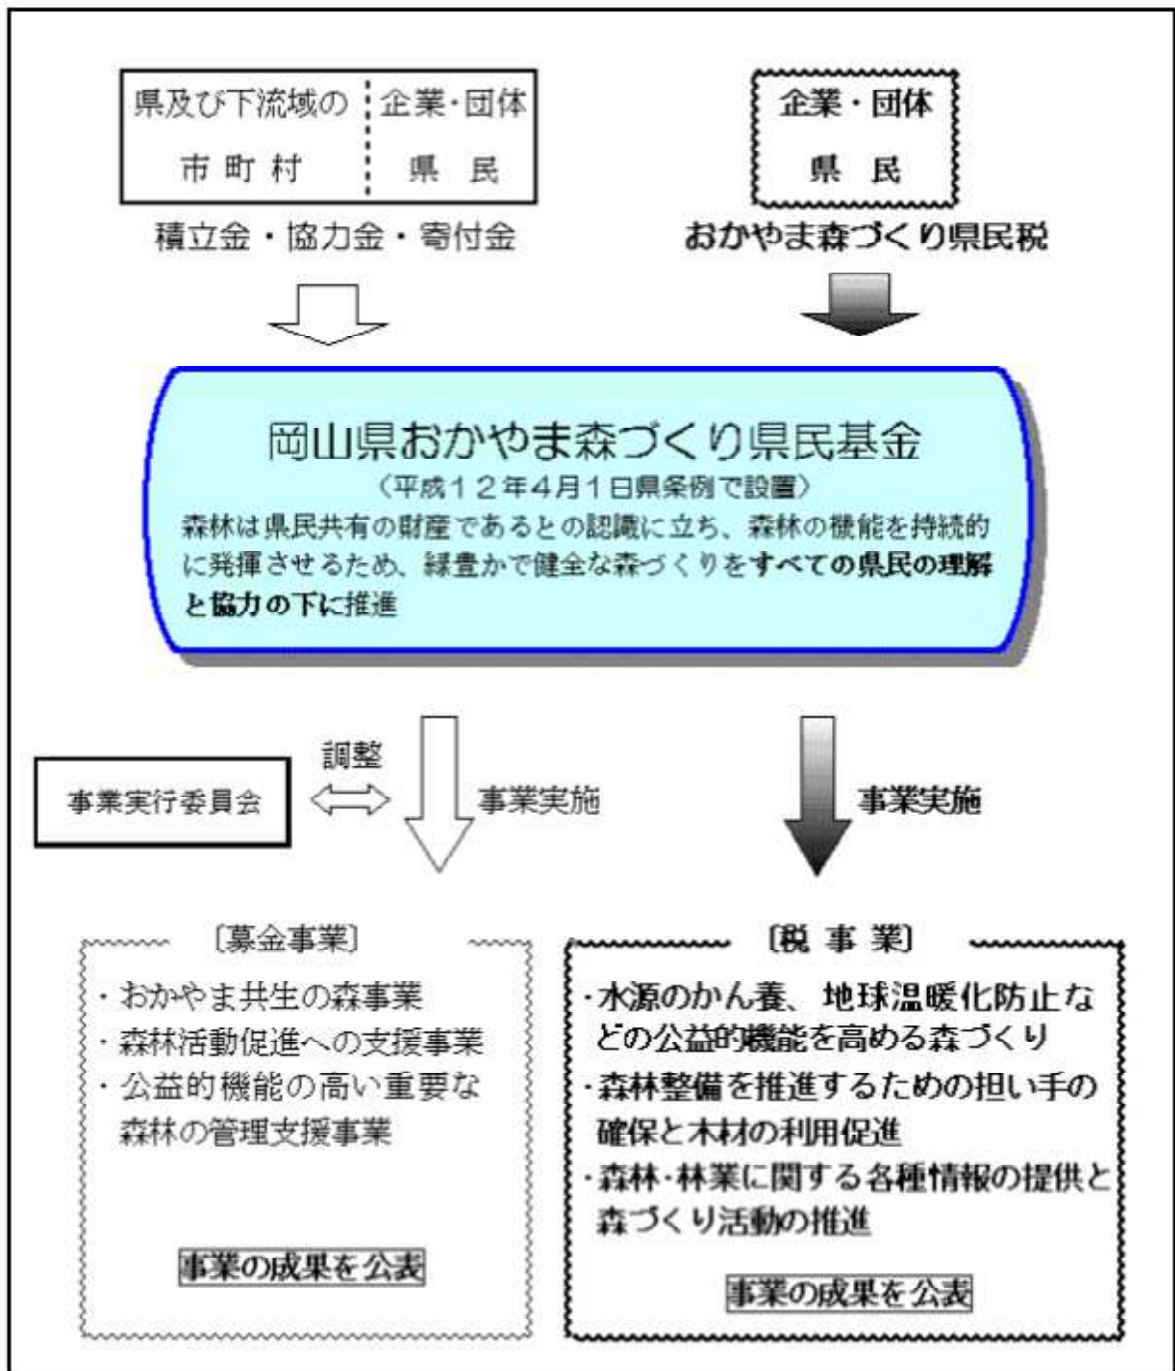 県及び下流域の
市町村
企業・団体
県 民
積立金・協力金・寄付金
企業・団体
県 民
おかやま森づくり県民税
岡山県おかやま森づくり県民基金
（平成１２年４月１日県条例で設置）
森林は県民共有の財産であるとの認識に立ち、森林の機能を持続的
に発揮させるため、緑豊かで健全な森づくりをすべての県民の理解
と協力の下に推進
事業実行委員会
調整
事業実施
事業実施
〔募金事業〕
・おかやま共生の森事業
・森林活動促進への支援事業
・公益的機能の高い重要な
森林の管理支援事業
事業の成果を公表
〔税 事 業〕
・水源のかん養、地球温暖化防止な
どの公益的機能を高める森づくり
・森林整備を推進するための担い手の
確保と木材の利用促進
・森林・林業に関する各種情報の提供と
森づくり活動の推進
事業の成果を公表